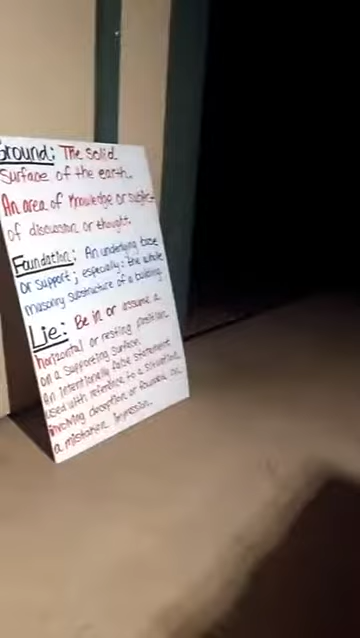 Ground: The solid
surface of the earth.
An area of knowledge or subject
of discussion or thought.
Foundation: An underlying base
or support; especially: the whole
masonry substructure of a building.
Lie: Be in or assume a
horizontal or resting position
on a supporting surface.
An intentionally false statement
used with reference to a situation
involving deception or founded on
a mistaken impression.